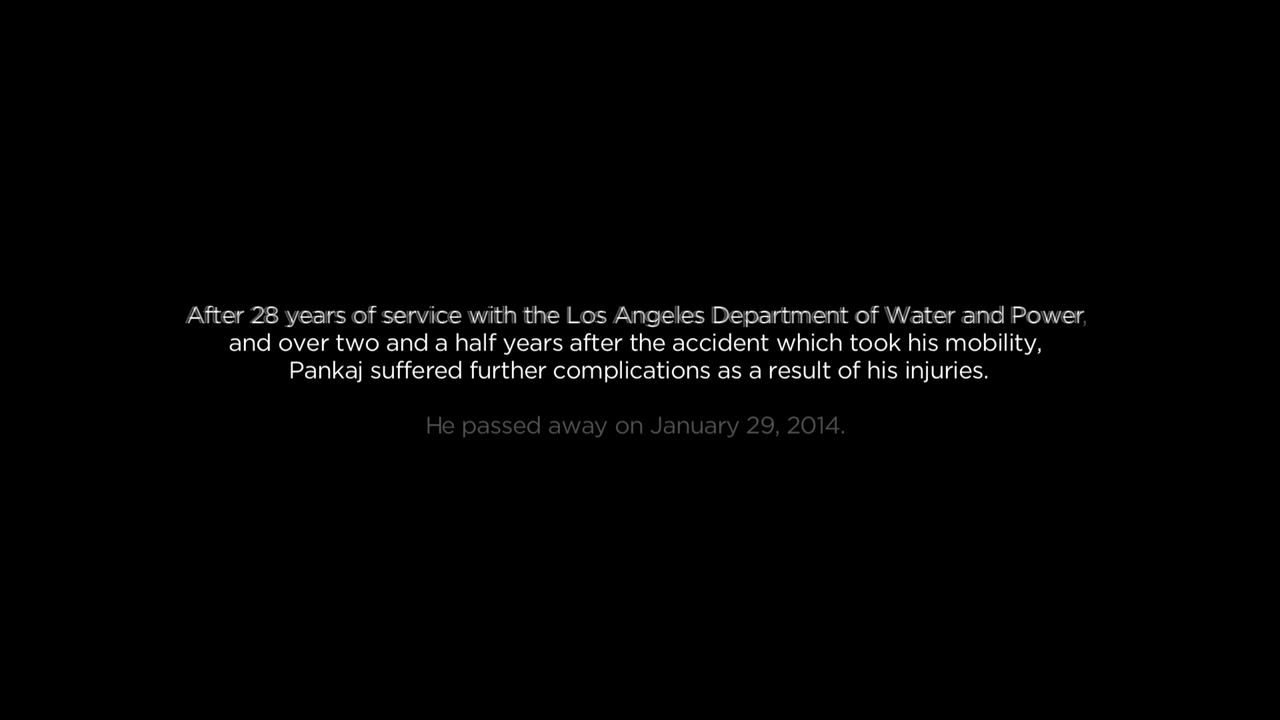 After 28 years of service with the Los Angeles Department of Water and Power,
and over two and a half years after the accident which took his mobility,
Pankaj suffered further complications as a result of his injuries.
He passed away on January 29, 2014.